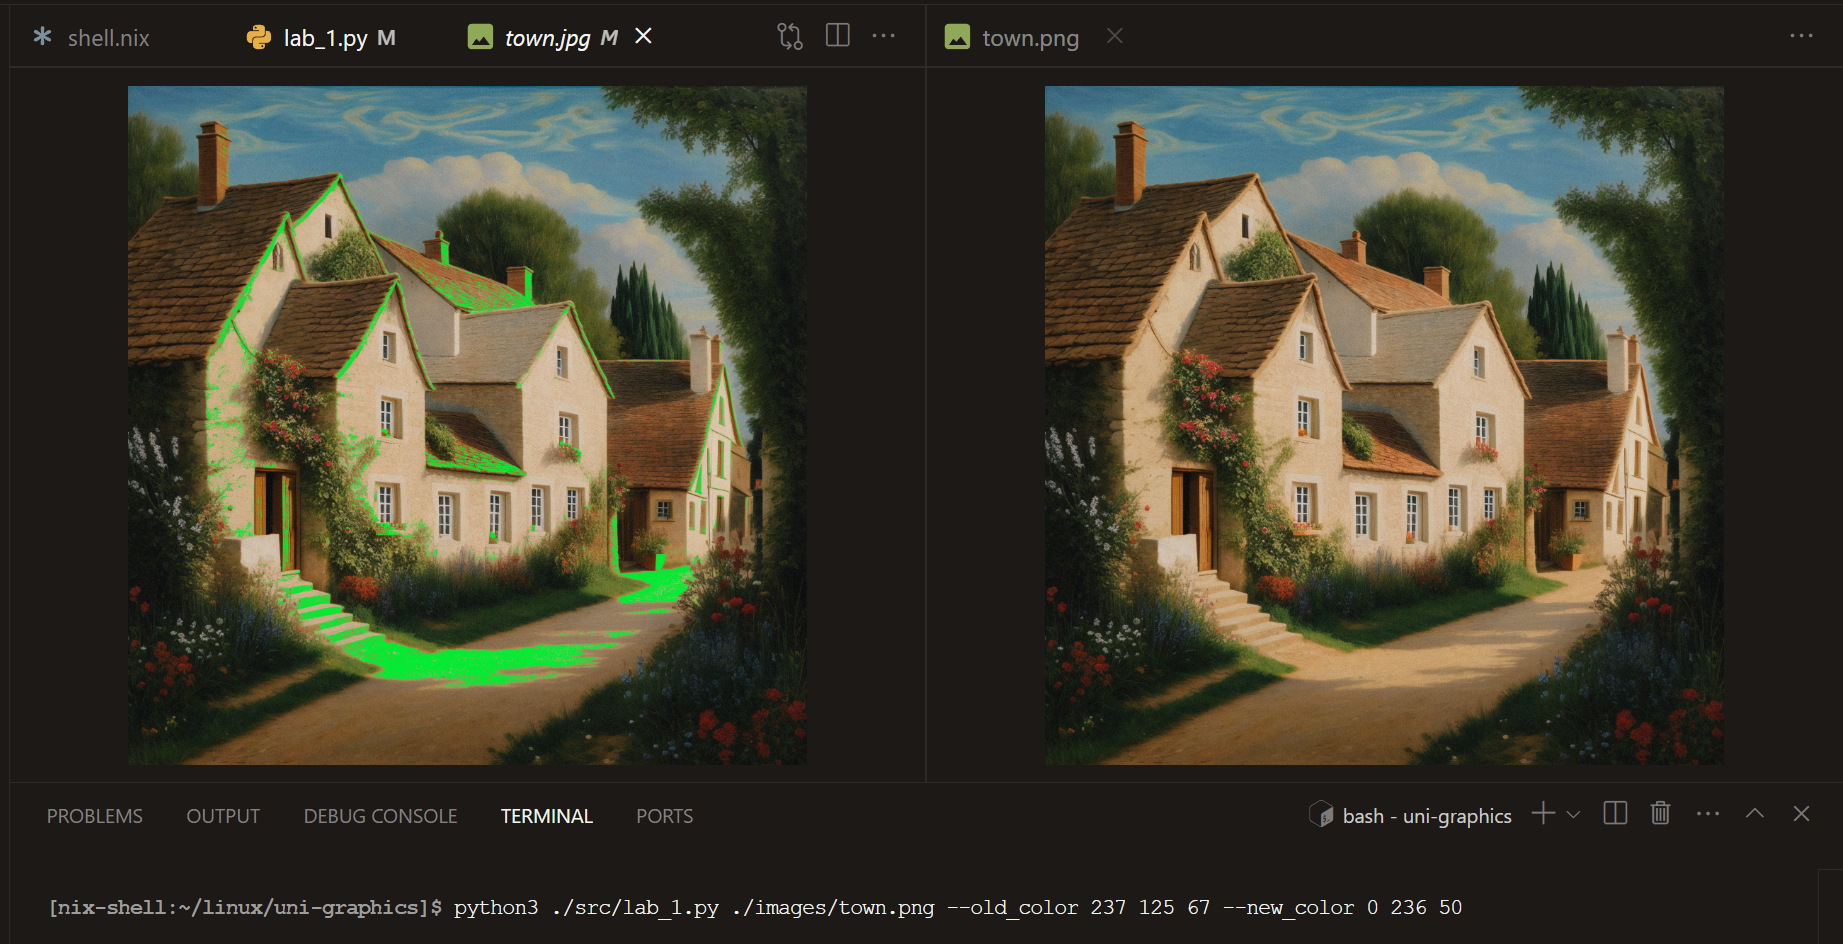 shell.nix
lab_1.py M
town.jpg M
town.png
PROBLEMS OUTPUT DEBUG CONSOLE TERMINAL PORTS
bash - uni-graphics
[nix-shell:~/linux/uni-graphics]$ python3 ./src/lab_1.py ./images/town.png --old_color 237 125 67 --new_color 0 236 50